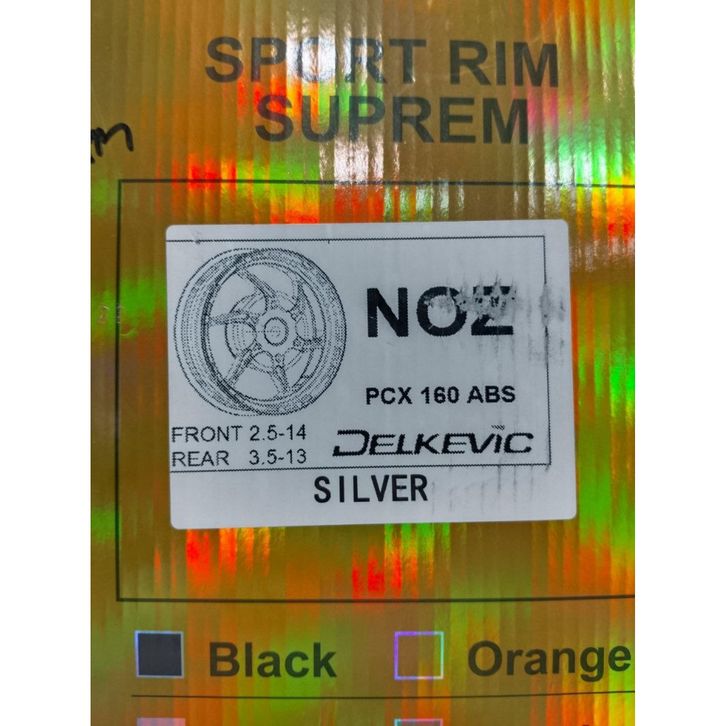 SPORT RIM
SUPREM
NOZ
PCX 160 ABS
FRONT 2.5-14
REAR 3.5-13
DELKEVIC
SILVER
Black
Orange